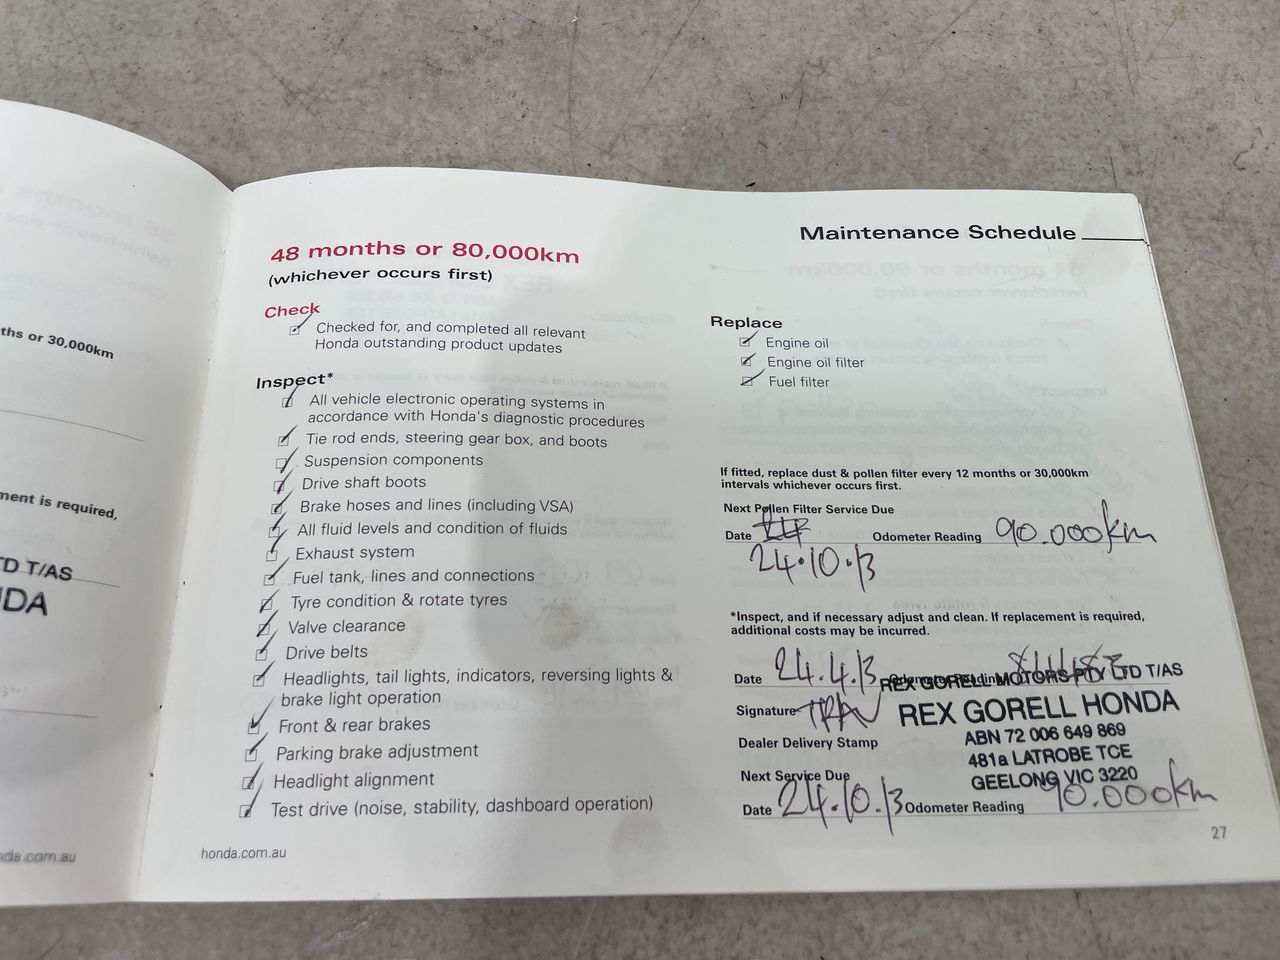 ths or 30,000km
ment is required,
TD T/AS
NDA
nda.com.au
48 months or 80,000km
(whichever occurs first)
Check
Checked for, and completed all relevant
Honda outstanding product updates
Inspect*
All vehicle electronic operating systems in
accordance with Honda's diagnostic procedures
Tie rod ends, steering gear box, and boots
Suspension components
Drive shaft boots
Brake hoses and lines (including VSA)
All fluid levels and condition of fluids
Exhaust system
Fuel tank, lines and connections
Tyre condition & rotate tyres
Valve clearance
Drive belts
Headlights, tail lights, indicators, reversing lights &
brake light operation
Front & rear brakes
Parking brake adjustment
Headlight alignment
Test drive (noise, stability, dashboard operation)
honda.com.au
Maintenance Schedule
Replace
Engine oil
Engine oil filter
Fuel filter
If fitted, replace dust & pollen filter every 12 months or 30,000km
intervals whichever occurs first.
Next Pollen Filter Service Due
Date Odometer Reading 90.000km
24.10.13
*Inspect, and if necessary adjust and clean. If replacement is required,
additional costs may be incurred.
Date 24.4.13 Odometer Reading
REX GORELL MOTORS PTY LTD T/AS
Signature
REX GORELL HONDA
ABN 72 006 649 869
Dealer Delivery Stamp
481a LATROBE TCE
GEELONG VIC 3220
Next Service Due
Date 24.10.13 Odometer Reading 90.000km
27